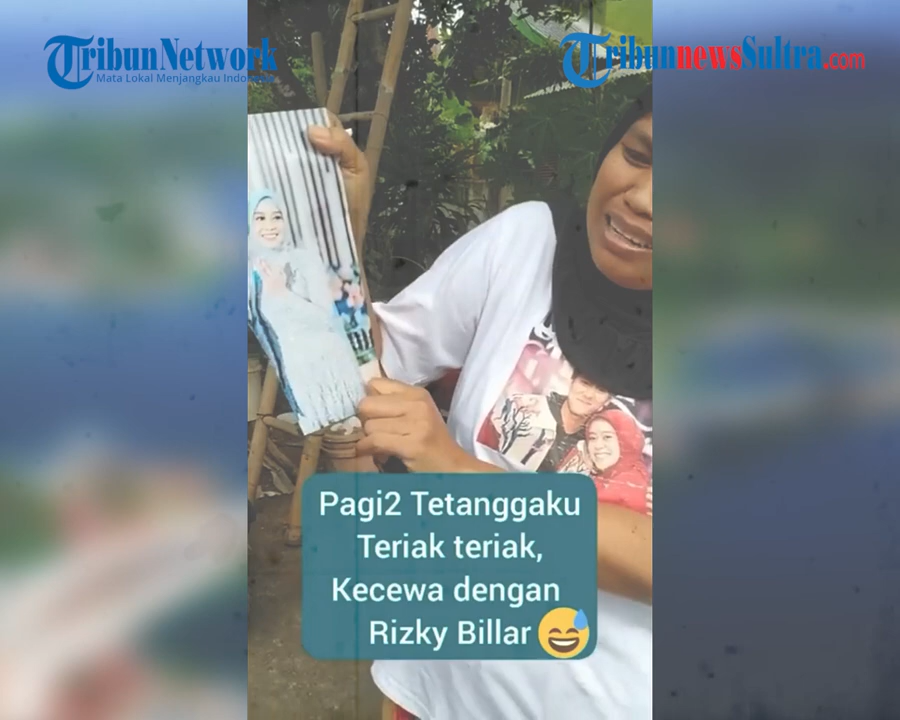 TribunNetwork
Mata Lokal Menjangkau Indonesia
TribunnewsSultra.com
Pagi2 Tetanggaku
Teriak teriak,
Kecewa dengan
Rizky Billar